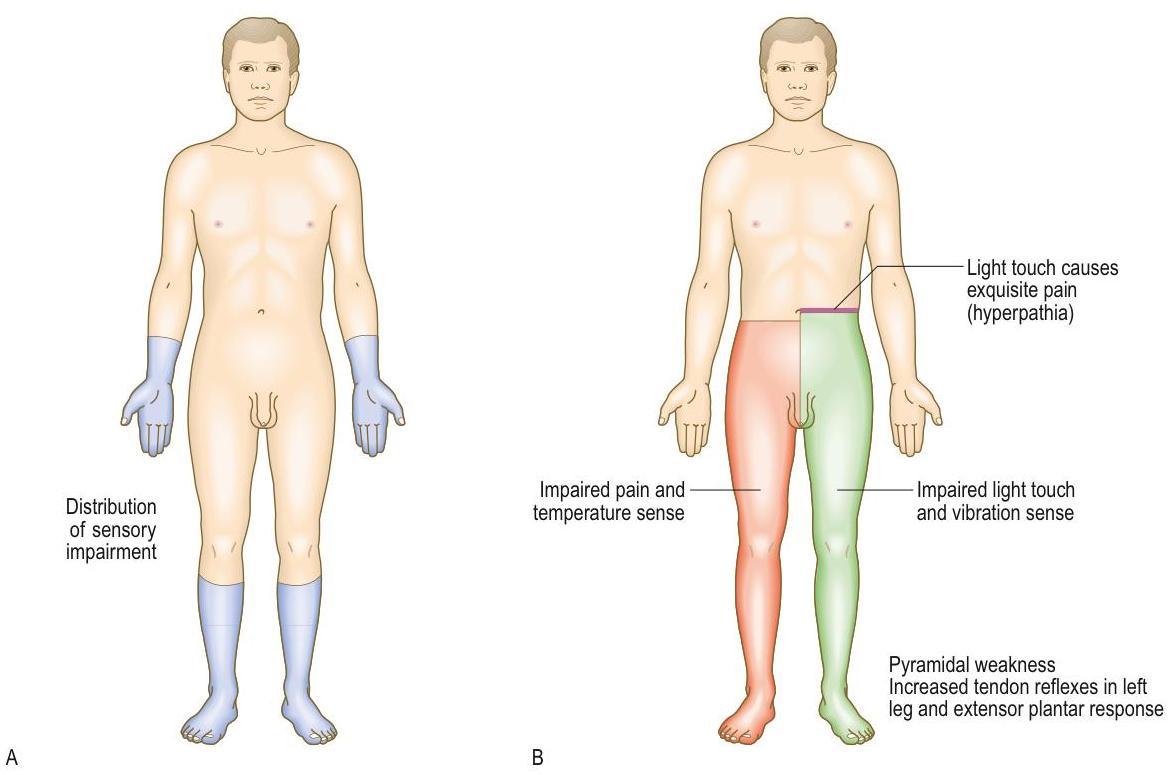 Distribution
of sensory
impairment
A
Light touch causes
exquisite pain
(hyperpathia)
Impaired pain and
temperature sense
Impaired light touch
and vibration sense
Pyramidal weakness
Increased tendon reflexes in left
leg and extensor plantar response
B